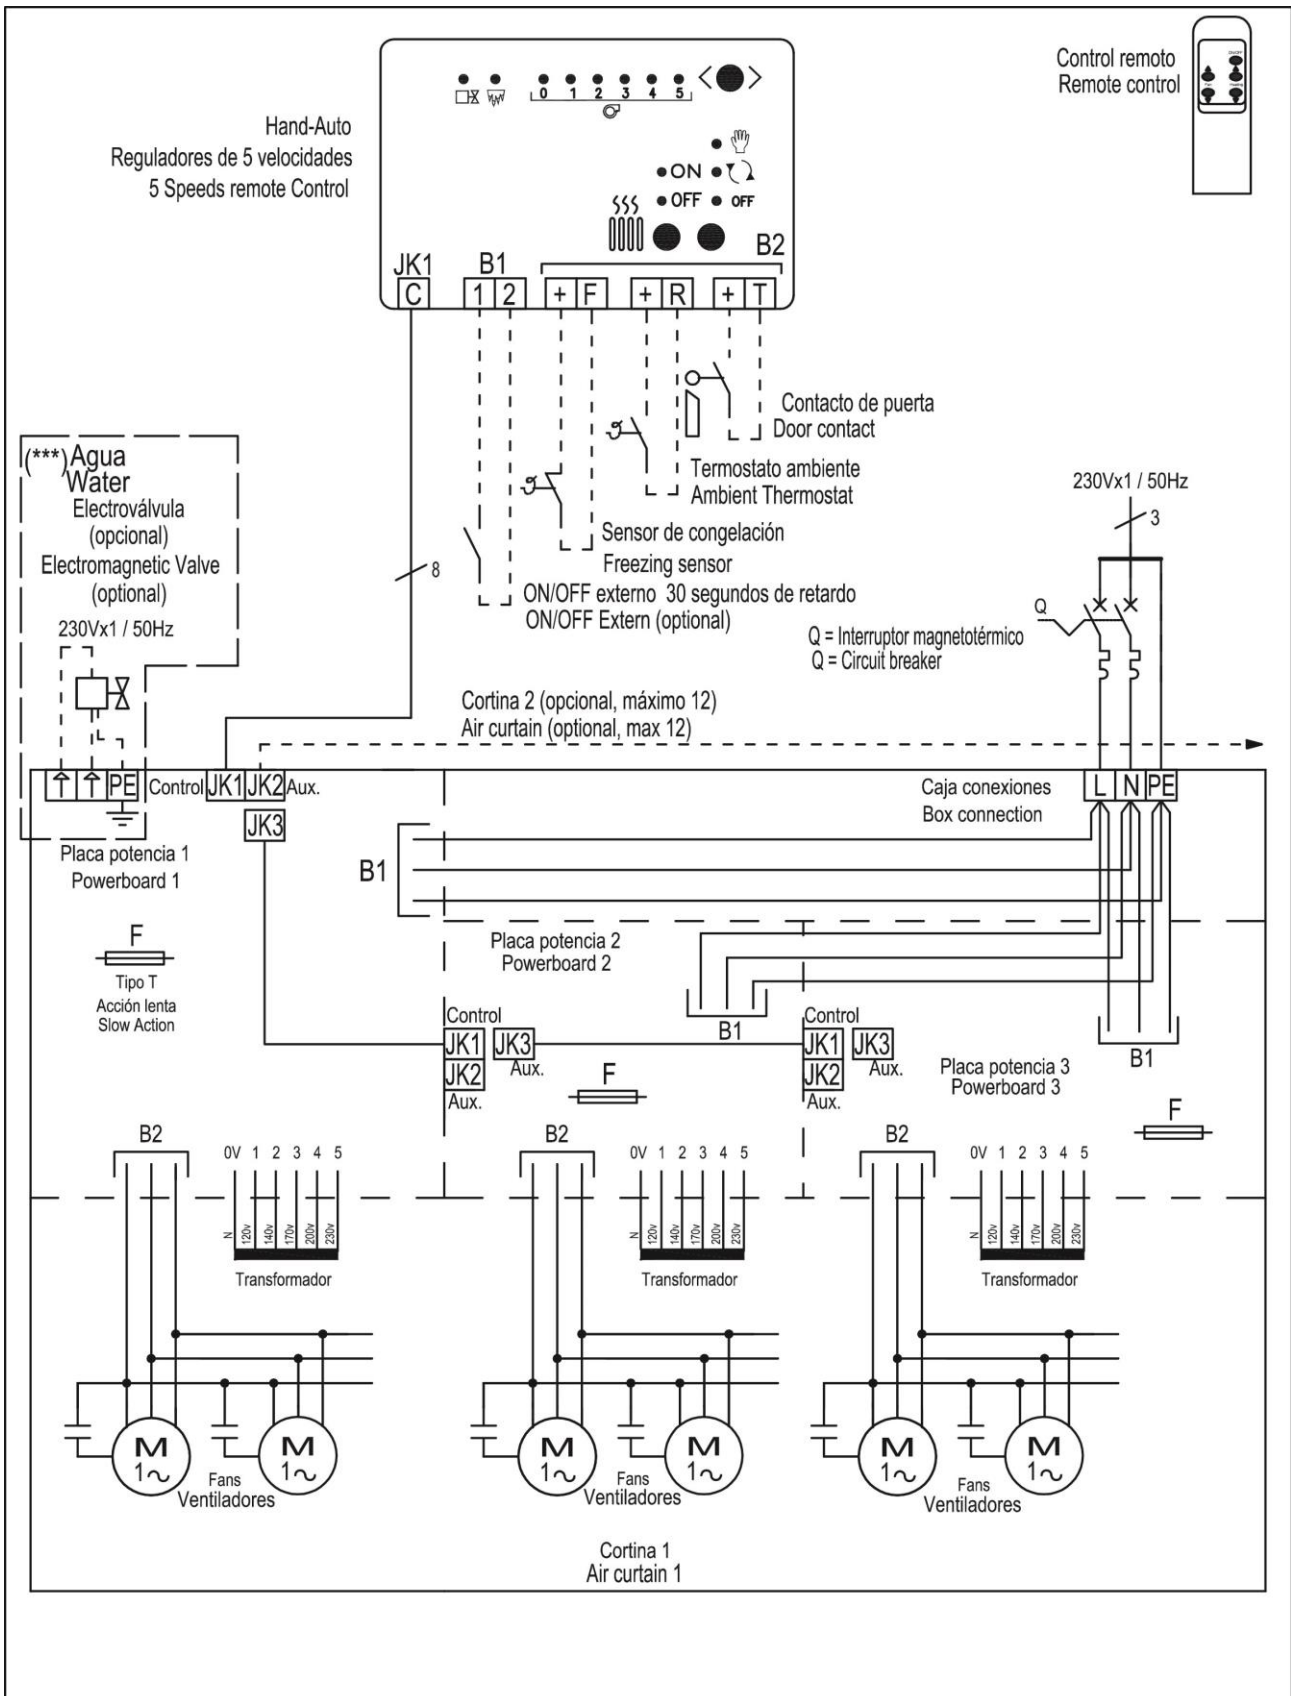 Control remoto
Remote control
ON/OFF
Fan
Heating
Hand-Auto
Reguladores de 5 velocidades
5 Speeds remote Control
0 1 2 3 4 5
ON
OFF
OFF
B2
JK1
B1
C
1 2
+ F
+ R
+ T
Contacto de puerta
Door contact
Termostato ambiente
Ambient Thermostat
Sensor de congelación
Freezing sensor
ON/OFF externo 30 segundos de retardo
ON/OFF Extern (optional)
8
(***) Agua
Water
Electroválvula
(opcional)
Electromagnetic Valve
(optional)
230Vx1 / 50Hz
230Vx1 / 50Hz
3
Q
Q = Interruptor magnetotérmico
Q = Circuit breaker
Cortina 2 (opcional, máximo 12)
Air curtain (optional, max 12)
PE
Control JK1 JK2 Aux.
JK3
Caja conexiones
Box connection
L N PE
Placa potencia 1
Powerboard 1
B1
F
Tipo T
Acción lenta
Slow Action
Placa potencia 2
Powerboard 2
B1
Control
JK1 JK3
JK2 Aux.
Aux.
F
Control
JK1 JK3
JK2 Aux.
Aux.
B1
Placa potencia 3
Powerboard 3
F
B2
0V 1 2 3 4 5
N 120v 140v 170v 200v 230v
Transformador
B2
0V 1 2 3 4 5
N 120v 140v 170v 200v 230v
Transformador
B2
0V 1 2 3 4 5
N 120v 140v 170v 200v 230v
Transformador
M
1~
M
1~
Fans
Ventiladores
M
1~
M
1~
Fans
Ventiladores
M
1~
M
1~
Fans
Ventiladores
Cortina 1
Air curtain 1